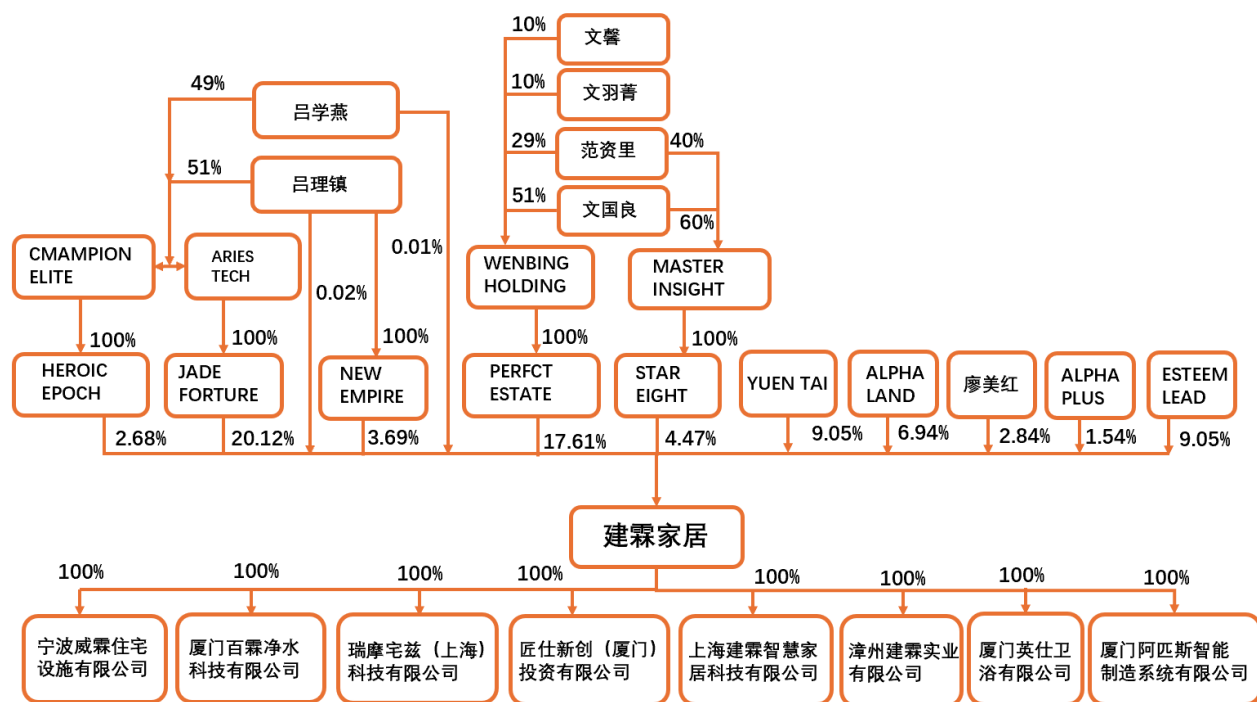 10%
文馨
49%
吕学燕
10%
文羽菁
29%
范资里
40%
51%
吕理镇
51%
文国良
60%
CMAMPION
ELITE
ARIES
TECH
0.01%
WENBING
HOLDING
MASTER
INSIGHT
0.02%
100%
100%
100%
100%
100%
HEROIC
EPOCH
JADE
FORTURE
NEW
EMPIRE
PERFCT
ESTATE
STAR
EIGHT
YUEN TAI
ALPHA
LAND
廖美红
ALPHA
PLUS
ESTEEM
LEAD
2.68%
20.12%
3.69%
17.61%
4.47%
9.05%
6.94%
2.84%
1.54%
9.05%
建霖家居
100%
100%
100%
100%
100%
100%
100%
100%
宁波威霖住宅
设施有限公司
厦门百霖净水
科技有限公司
瑞摩宅兹（上海）
科技有限公司
匠仕新创（厦门）
投资有限公司
上海建霖智慧家
居科技有限公司
漳州建霖实业
有限公司
厦门英仕卫
浴有限公司
厦门阿匹斯智能
制造系统有限公司